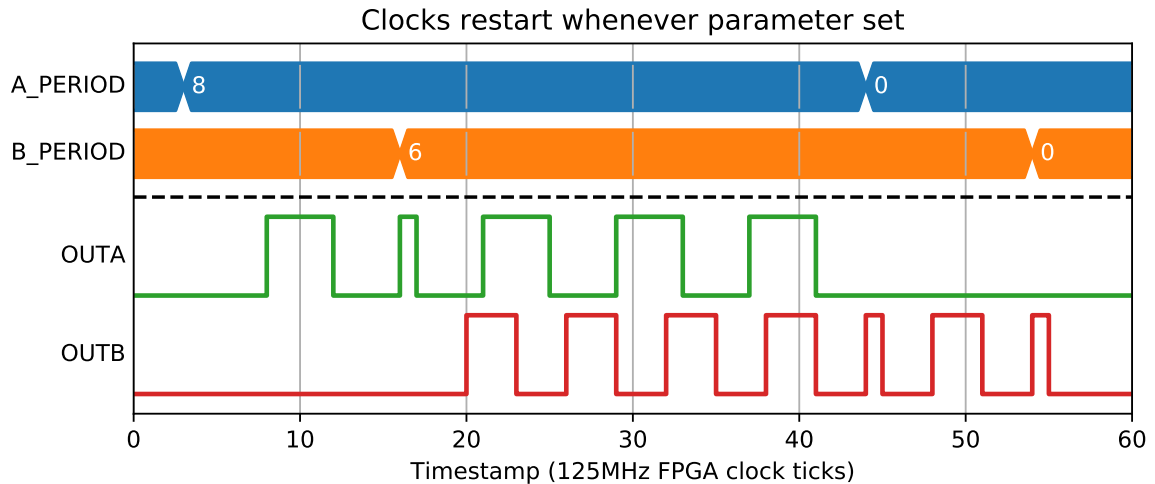 Clocks restart whenever parameter set
A_PERIOD
8
0
B_PERIOD
6
0
OUTA
OUTB
0
10
20
30
40
50
60
Timestamp (125MHz FPGA clock ticks)